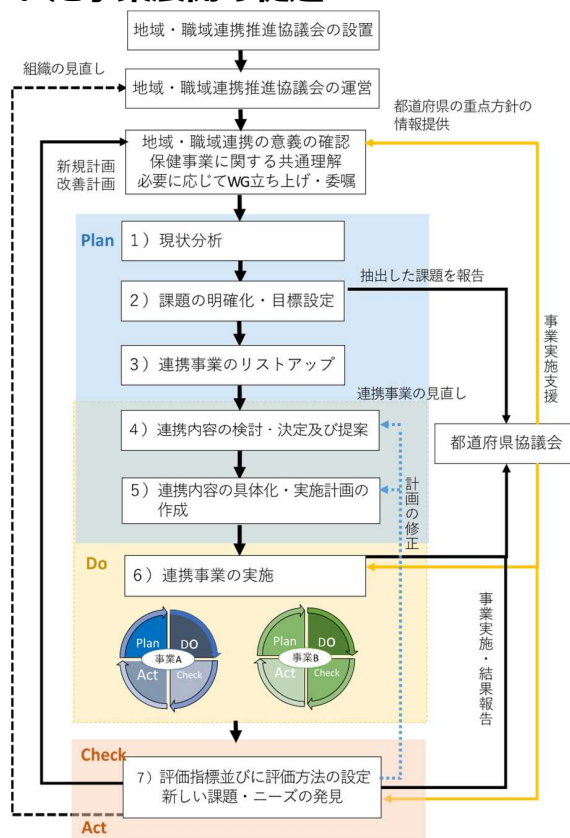 地域・職域連携推進協議会の設置
組織の見直し
地域・職域連携推進協議会の運営
都道府県の重点方針の
情報提供
地域・職域連携の意義の確認
保健事業に関する共通理解
必要に応じてWG立ち上げ・委嘱
新規計画
改善計画
Plan
1）現状分析
抽出した課題を報告
2）課題の明確化・目標設定
3）連携事業のリストアップ
事業実施支援
連携事業の見直し
4）連携内容の検討・決定及び提案
都道府県協議会
5）連携内容の具体化・実施計画の
作成
計画の修正
Do
6）連携事業の実施
事業実施・結果報告
Plan
DO
事業A
Act
Check
Plan
DO
事業B
Act
Check
Check
7）評価指標並びに評価方法の設定
新しい課題・ニーズの発見
Act